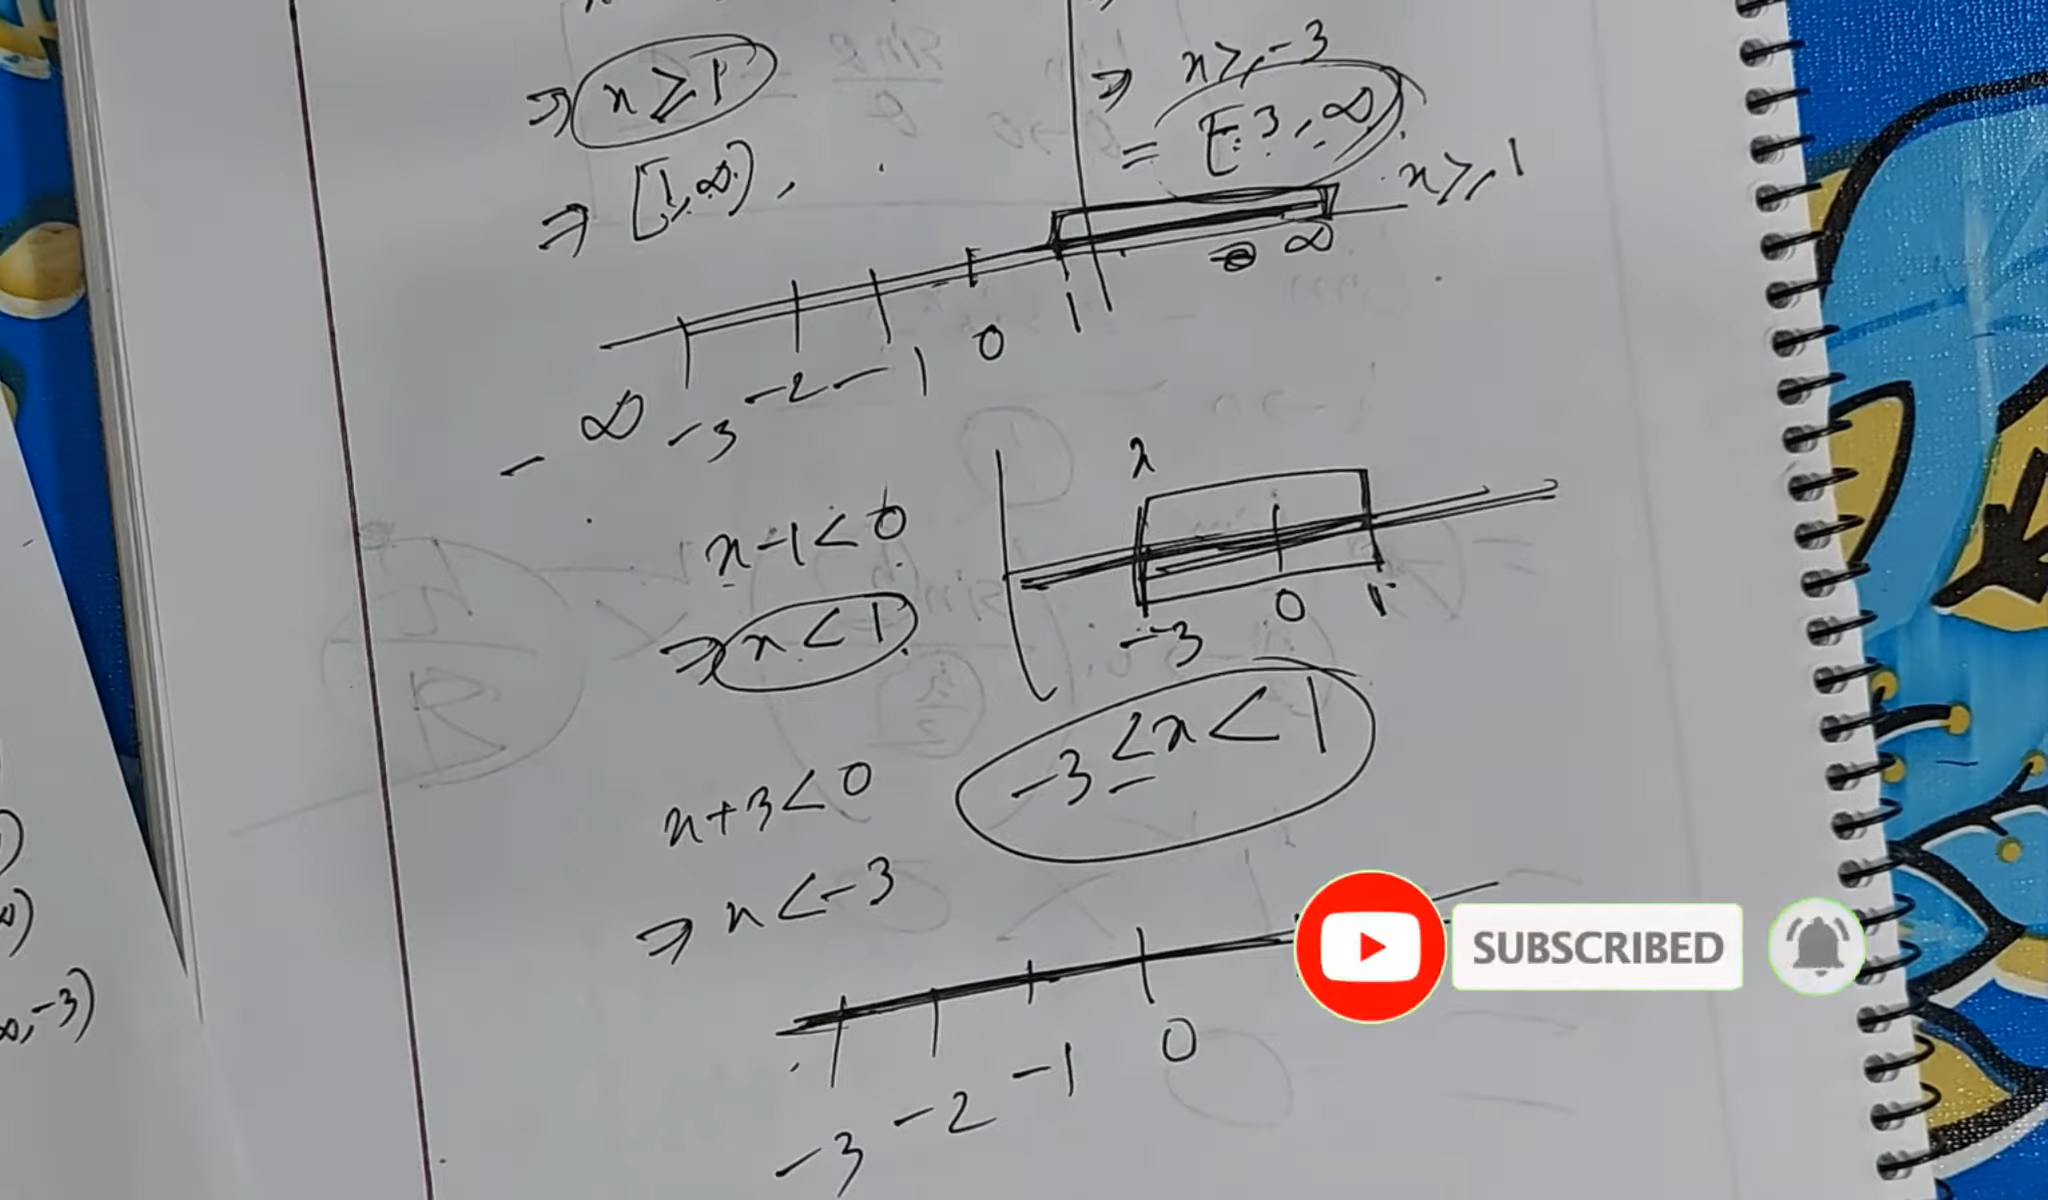 ⇒ x ≥ 1
⇒ [1, ∞),
⇒ x ≥ -3
= [-3, ∞)
x ≥ 1
-∞ -3 -2 -1 0 1 ∞
x-1<0
⇒ x<1
-3 0 1
-3 ≤ x < 1
x+3<0
⇒ x<-3
-3 -2 -1 0
SUBSCRIBED
,-3)